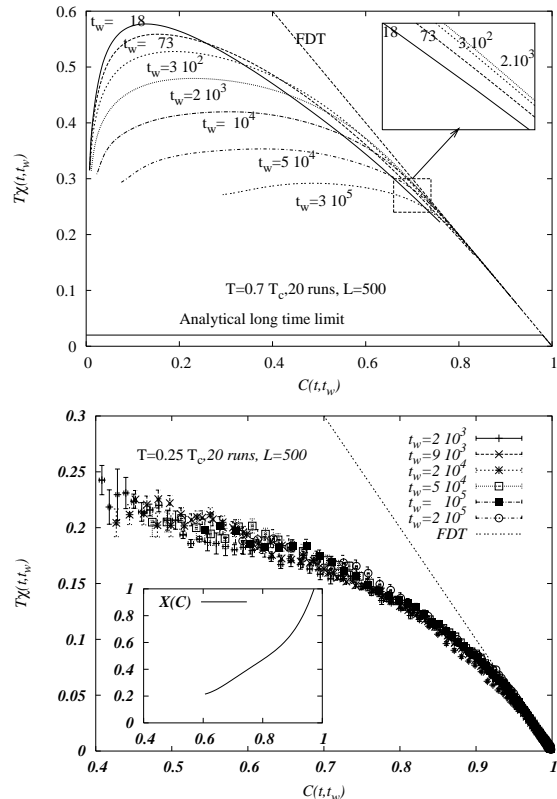 0.6
0.5
0.4
0.3
0.2
0.1
0
Tχ(t,t_w)
t_w= 18
t_w= 73
t_w=3 10^2
t_w=2 10^3
t_w= 10^4
t_w=5 10^4
t_w=3 10^5
FDT
18
73
3.10^2
2.10^3
T=0.7 T_c,20 runs, L=500
Analytical long time limit
0 0.2 0.4 0.6 0.8 1
C(t,t_w)
0.3
0.25
0.2
0.15
0.1
0.05
0
Tχ(t,t_w)
T=0.25 T_c,20 runs, L=500
t_w=2 10^3
t_w=9 10^3
t_w=2 10^4
t_w=5 10^4
t_w= 10^5
t_w=2 10^5
FDT
1
0.8
0.6
0.4
0.2
0
X(C)
0.4 0.6 0.8 1
0.4 0.5 0.6 0.7 0.8 0.9 1
C(t,t_w)